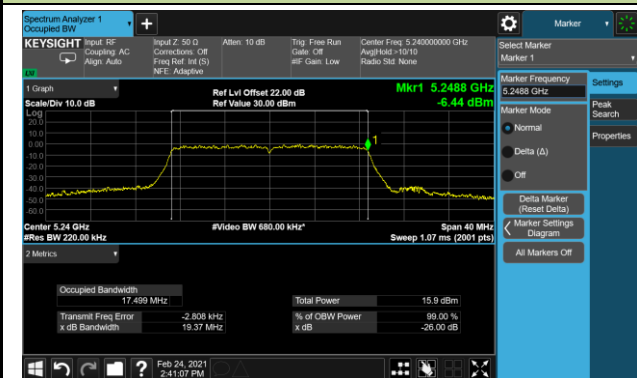 Spectrum Analyzer 1
Occupied BW
+
Marker
KEYSIGHT
Input: RF
Coupling: AC
Align: Auto
Input Z: 50 Ω
Corrections: Off
Freq Ref: Int (S)
NFE: Adaptive
Atten: 10 dB
Trig: Free Run
Gate: Off
#IF Gain: Low
Center Freq: 5.240000000 GHz
Avg|Hold:>10/10
Radio Std: None
Select Marker
Marker 1
1 Graph
Scale/Div 10.0 dB
Ref Lvl Offset 22.00 dB
Ref Value 30.00 dBm
Mkr1 5.2488 GHz
-6.44 dBm
Log
20.0
10.0
0.00
-10.0
-20.0
-30.0
-40.0
-50.0
-60.0
1
Center 5.24 GHz
#Res BW 220.00 kHz
#Video BW 680.00 kHz*
Span 40 MHz
Sweep 1.07 ms (2001 pts)
2 Metrics
Occupied Bandwidth
17.499 MHz
Transmit Freq Error -2.808 kHz
x dB Bandwidth 19.37 MHz
Total Power 15.9 dBm
% of OBW Power 99.00 %
x dB -26.00 dB
Marker Frequency
5.2488 GHz
Marker Mode
Normal
Delta (Δ)
Off
Delta Marker
(Reset Delta)
Marker Settings
Diagram
All Markers Off
Settings
Peak
Search
Properties
?
Feb 24, 2021
2:41:07 PM